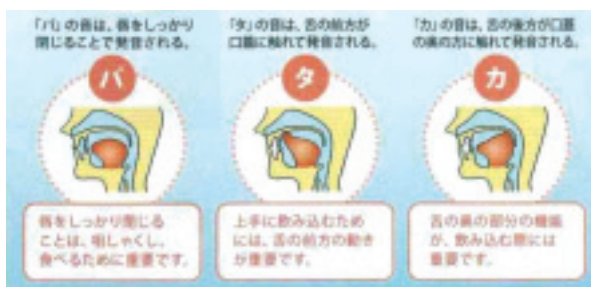 「パ」の音は、唇をしっかり
閉じることで発音される。
パ
唇をしっかり閉じる
ことは、咀しゃくし、
食べるために重要です。
「タ」の音は、舌の前方が
口蓋に触れて発音される。
タ
上手に飲み込むため
には、舌の前方の動き
が重要です。
「カ」の音は、舌の後方が口蓋
の奥の方に触れて発音される。
カ
舌の奥の部分の機能
が、飲み込む際には
重要です。